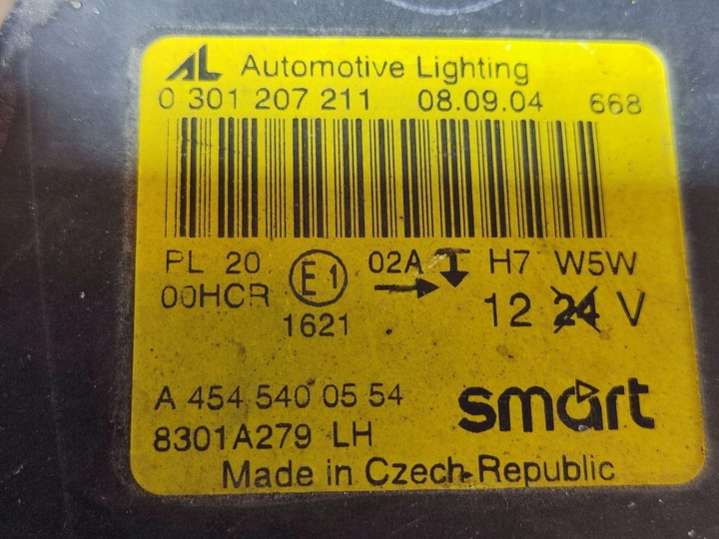 AL Automotive Lighting
0 301 207 211 08.09.04 668
PL 20 E1 02A H7 W5W
00HCR 1621 12 24 V
A 454 540 05 54 smart
8301A279 LH
Made in Czech Republic